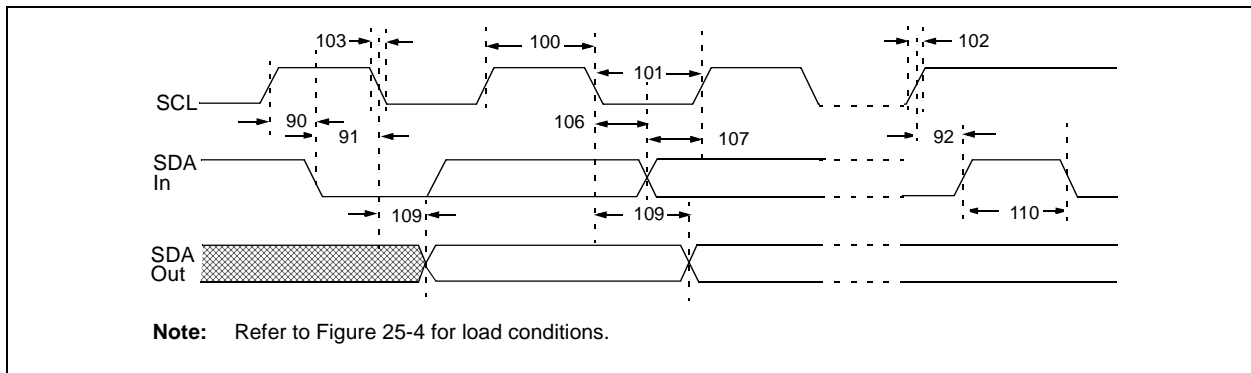 103
100
102
101
SCL
90
91
106
107
92
SDA
In
109
109
110
SDA
Out
Note: Refer to Figure 25-4 for load conditions.